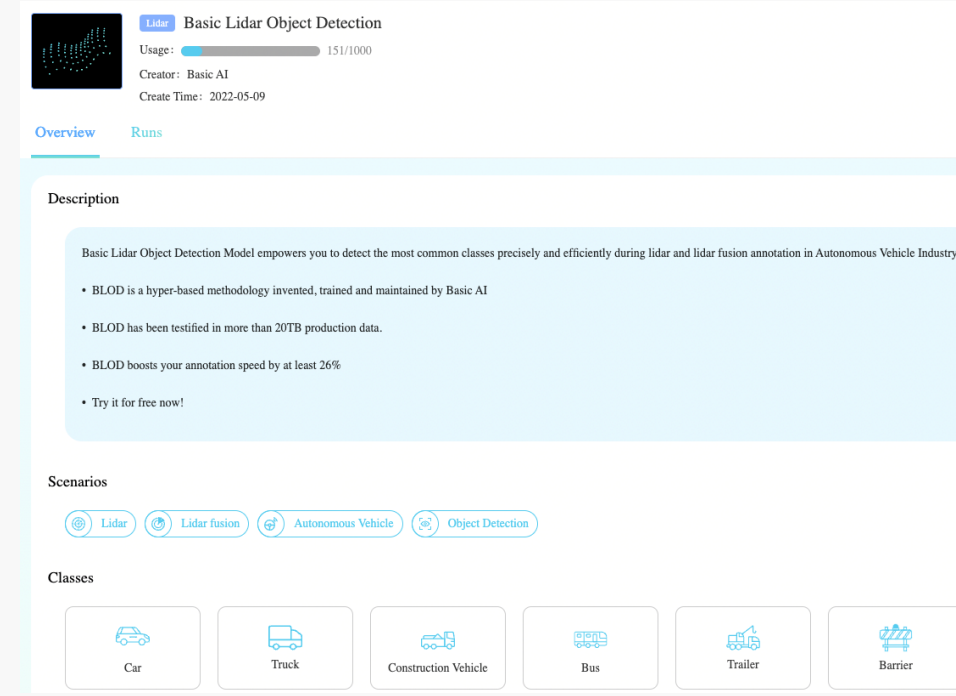 Lidar Basic Lidar Object Detection
Usage: 151/1000
Creator: Basic AI
Create Time: 2022-05-09
Overview Runs
Description
Basic Lidar Object Detection Model empowers you to detect the most common classes precisely and efficiently during lidar and lidar fusion annotation in Autonomous Vehicle Industry
• BLOD is a hyper-based methodology invented, trained and maintained by Basic AI
• BLOD has been testified in more than 20TB production data.
• BLOD boosts your annotation speed by at least 26%
• Try it for free now!
Scenarios
Lidar Lidar fusion Autonomous Vehicle Object Detection
Classes
Car Truck Construction Vehicle Bus Trailer Barrier